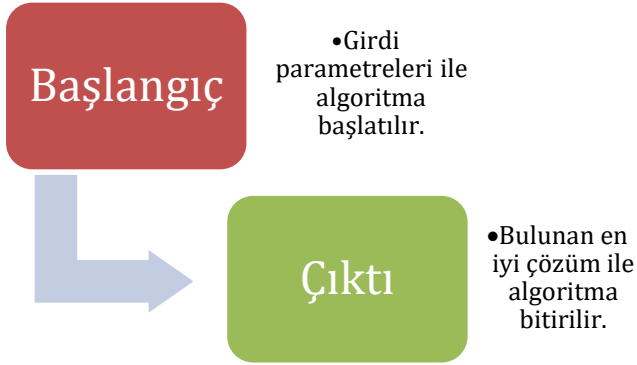 Başlangıç
•Girdi
parametreleri ile
algoritma
başlatılır.
Çıktı
•Bulunan en
iyi çözüm ile
algoritma
bitirilir.